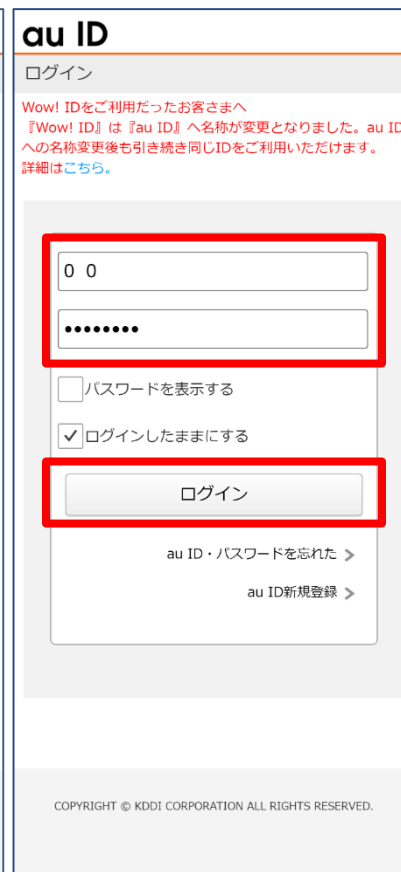 au ID
ログイン
Wow! IDをご利用だったお客さまへ
『Wow! ID』は『au ID』へ名称が変更となりました。au ID
への名称変更後も引き続き同じIDをご利用いただけます。
詳細はこちら。
0 0
••••••••
パスワードを表示する
ログインしたままにする
ログイン
au ID・パスワードを忘れた >
au ID新規登録 >
COPYRIGHT © KDDI CORPORATION ALL RIGHTS RESERVED.